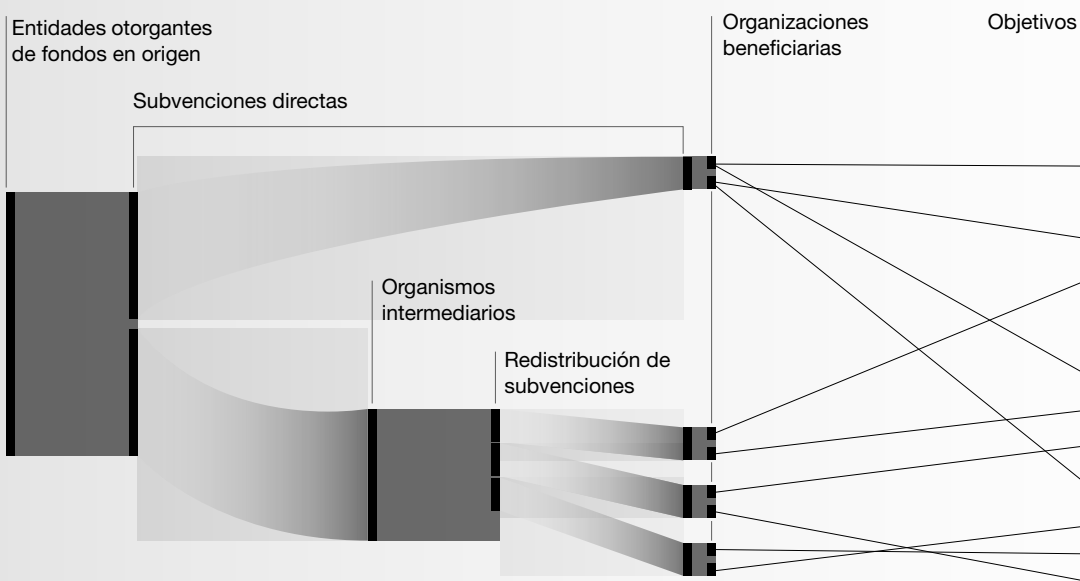 Entidades otorgantes
de fondos en origen
Subvenciones directas
Organizaciones
beneficiarias
Objetivos
Organismos
intermediarios
Redistribución de
subvenciones